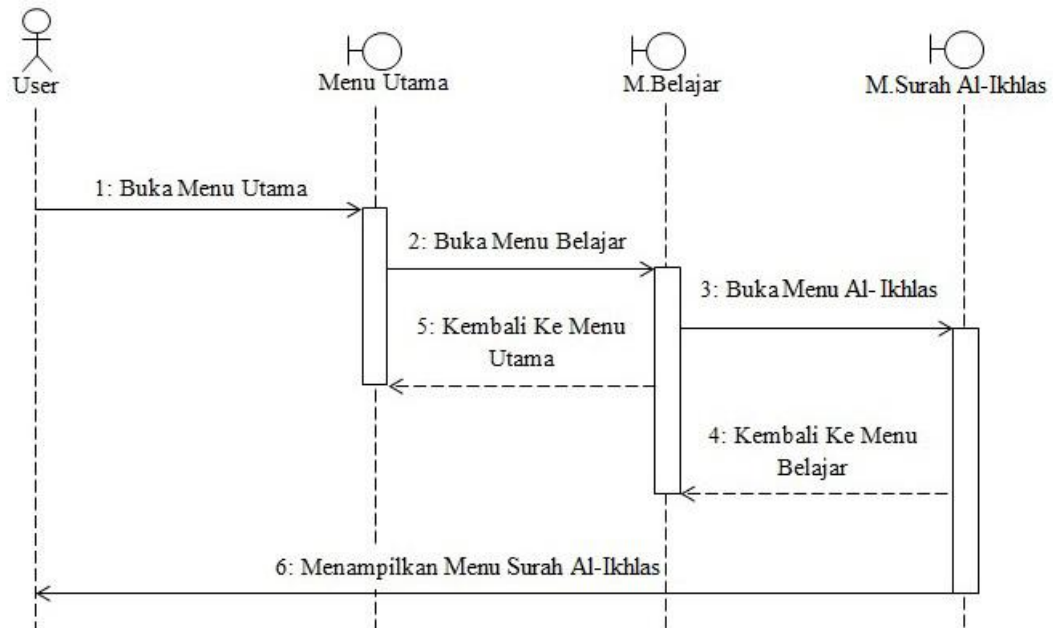 User
Menu Utama
M.Belajar
M.Surah Al-Ikhlas
1: Buka Menu Utama
2: Buka Menu Belajar
3: Buka Menu Al- Ikhlas
5: Kembali Ke Menu
Utama
4: Kembali Ke Menu
Belajar
6: Menampilkan Menu Surah Al-Ikhlas